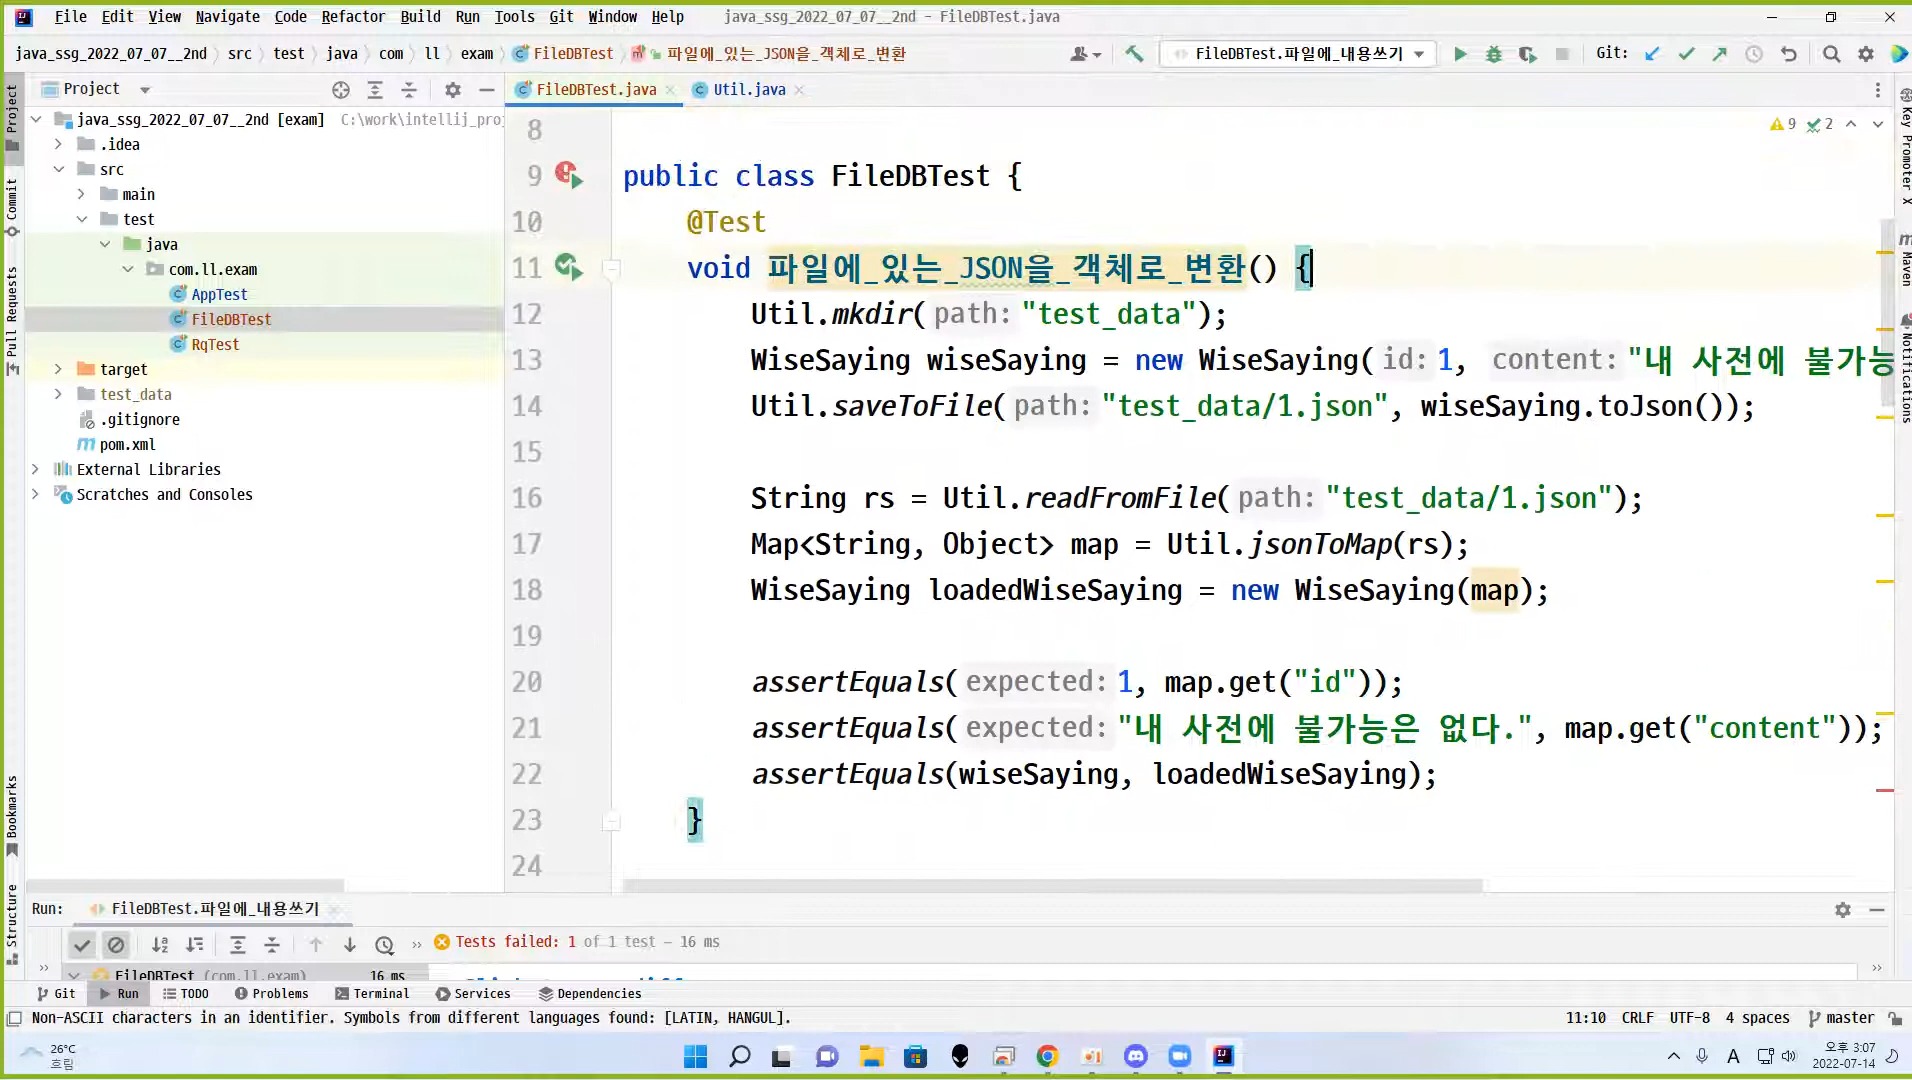 File Edit View Navigate Code Refactor Build Run Tools Git Window Help java_ssg_2022_07_07__2nd - FileDBTest.java
java_ssg_2022_07_07__2nd src test java com ll exam FileDBTest 파일에_있는_JSON을_객체로_변환 FileDBTest.파일에_내용쓰기 Git:
Project
FileDBTest.java Util.java
java_ssg_2022_07_07__2nd [exam] C:\work\intellij_proj
.idea
src
main
test
java
com.ll.exam
AppTest
FileDBTest
RqTest
target
test_data
.gitignore
pom.xml
External Libraries
Scratches and Consoles
Project
Commit
Pull Requests
Bookmarks
Structure
9 2
8
9 public class FileDBTest {
10 @Test
11 void 파일에_있는_JSON을_객체로_변환() {
12 Util.mkdir( path: "test_data");
13 WiseSaying wiseSaying = new WiseSaying( id: 1, content: "내 사전에 불가능
14 Util.saveToFile( path: "test_data/1.json", wiseSaying.toJson());
15
16 String rs = Util.readFromFile( path: "test_data/1.json");
17 Map<String, Object> map = Util.jsonToMap(rs);
18 WiseSaying loadedWiseSaying = new WiseSaying(map);
19
20 assertEquals( expected: 1, map.get("id"));
21 assertEquals( expected: "내 사전에 불가능은 없다.", map.get("content"));
22 assertEquals(wiseSaying, loadedWiseSaying);
23 }
24
Key Promoter X
Maven
Notifications
Run: FileDBTest.파일에_내용쓰기
Tests failed: 1 of 1 test – 16 ms
FileDBTest (com.ll.exam) 16 ms
Git Run TODO Problems Terminal Services Dependencies
Non-ASCII characters in an identifier. Symbols from different languages found: [LATIN, HANGUL]. 11:10 CRLF UTF-8 4 spaces master
26°C
흐림
A
오후 3:07
2022-07-14